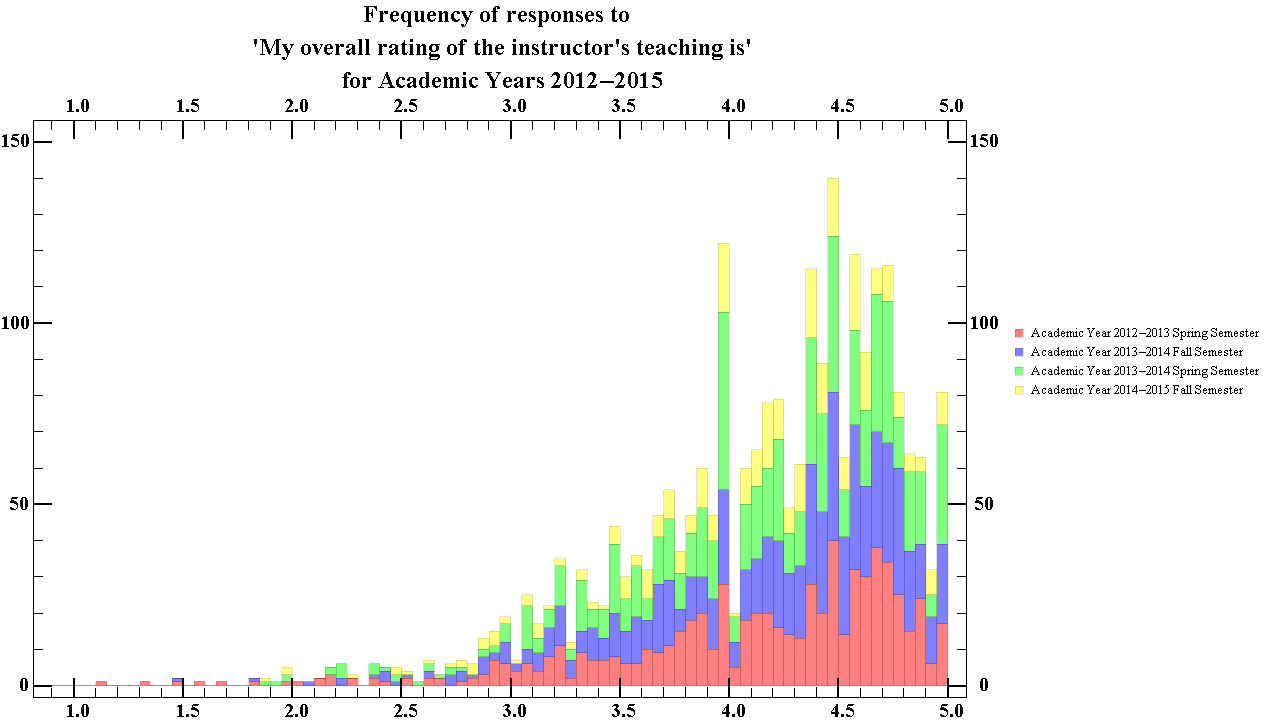 Frequency of responses to
'My overall rating of the instructor's teaching is'
for Academic Years 2012–2015
1.0 1.5 2.0 2.5 3.0 3.5 4.0 4.5 5.0
150 150
100 100
Academic Year 2012–2013 Spring Semester
Academic Year 2013–2014 Fall Semester
Academic Year 2013–2014 Spring Semester
Academic Year 2014–2015 Fall Semester
50 50
0 0
1.0 1.5 2.0 2.5 3.0 3.5 4.0 4.5 5.0